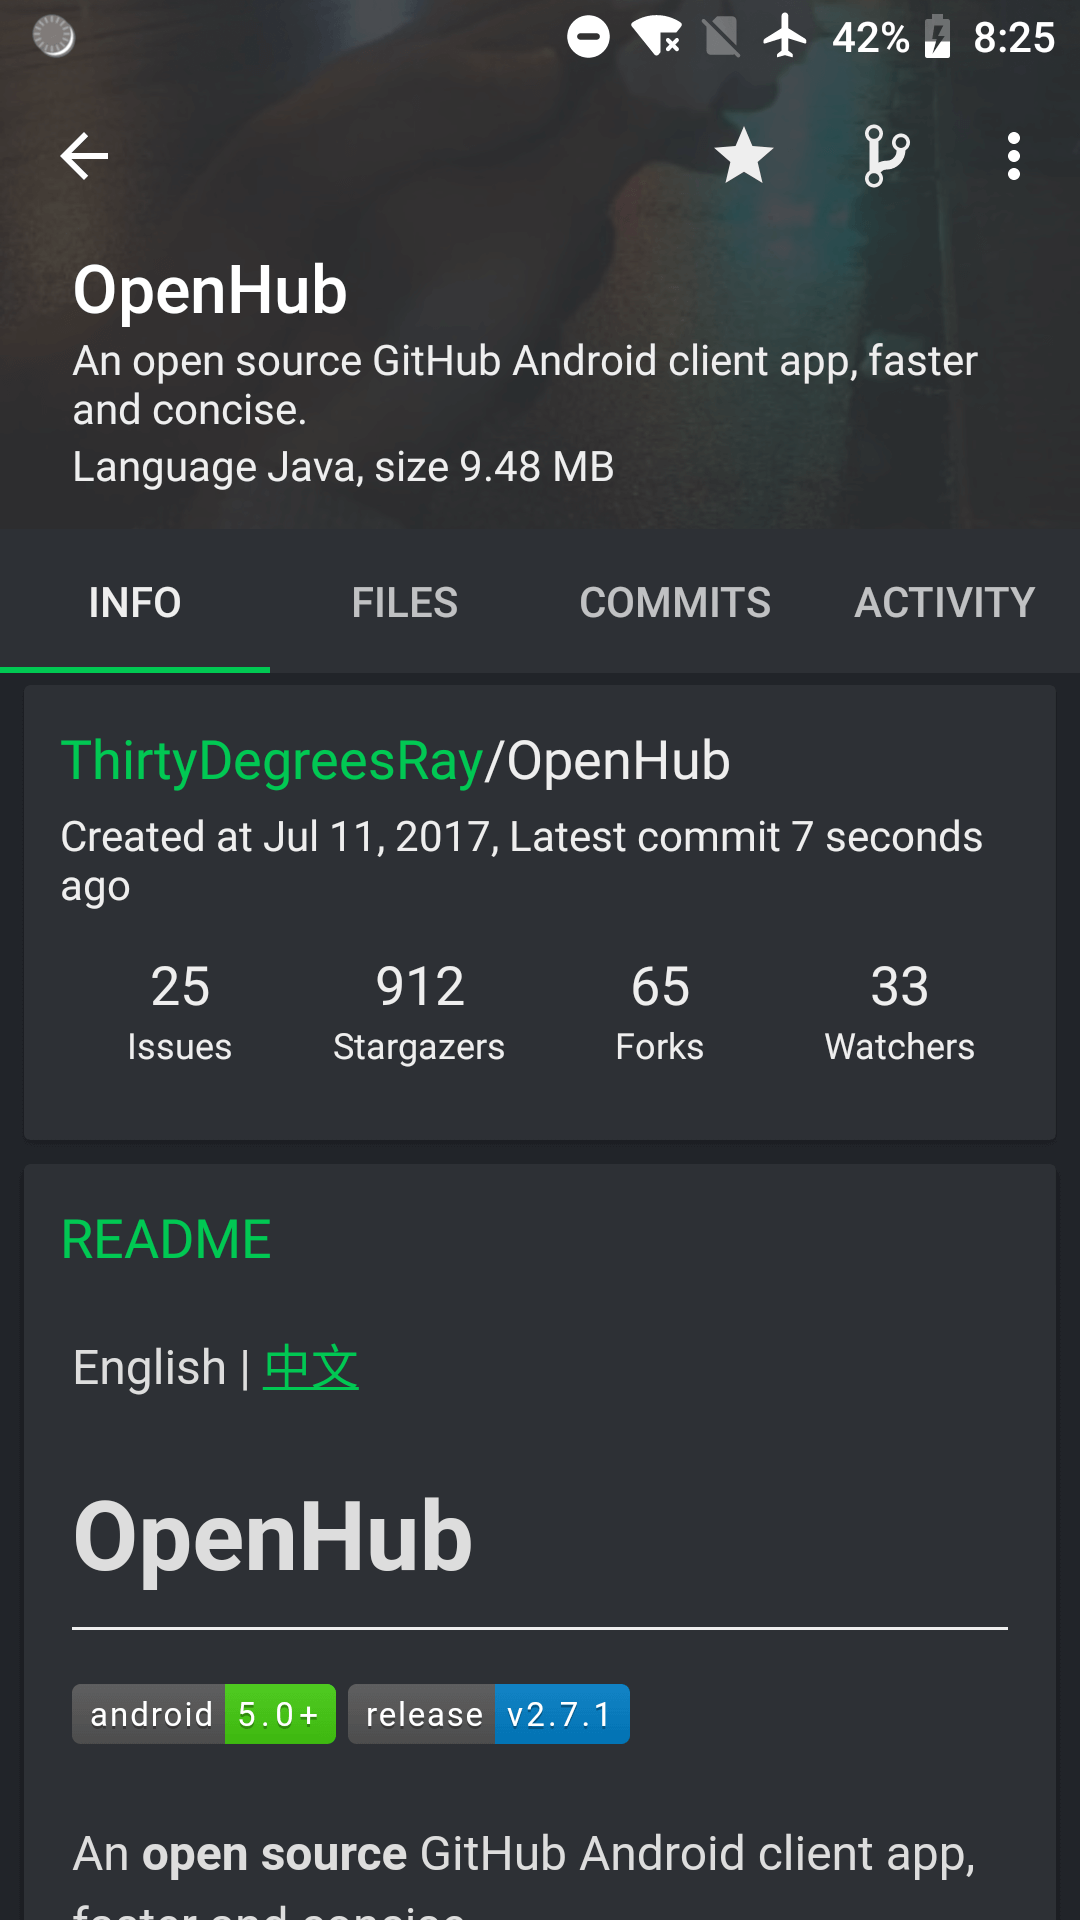 42% 8:25
OpenHub
An open source GitHub Android client app, faster
and concise.
Language Java, size 9.48 MB
INFO FILES COMMITS ACTIVITY
ThirtyDegreesRay/OpenHub
Created at Jul 11, 2017, Latest commit 7 seconds
ago
25 912 65 33
Issues Stargazers Forks Watchers
README
English | 中文
OpenHub
android 5.0+ release v2.7.1
An open source GitHub Android client app,
faster and concise.